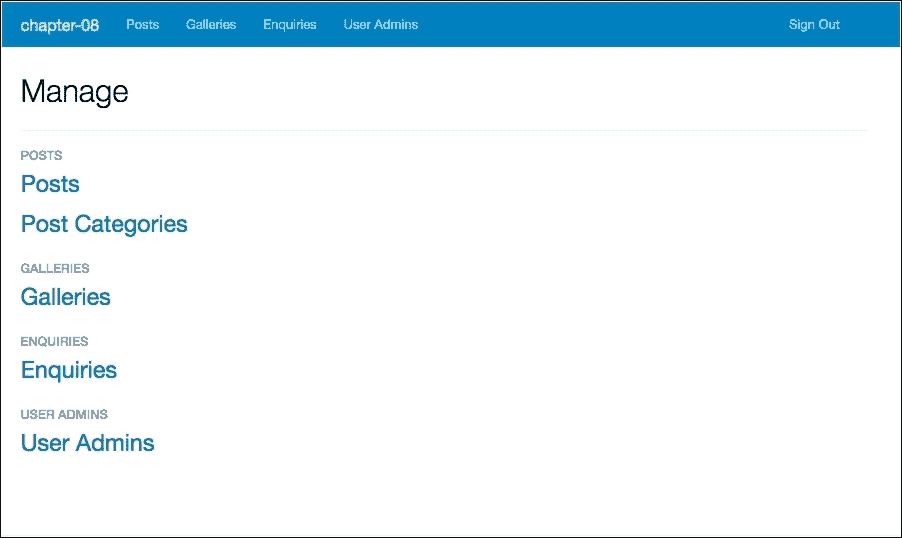 chapter-08 Posts Galleries Enquiries User Admins Sign Out
Manage
POSTS
Posts
Post Categories
GALLERIES
Galleries
ENQUIRIES
Enquiries
USER ADMINS
User Admins